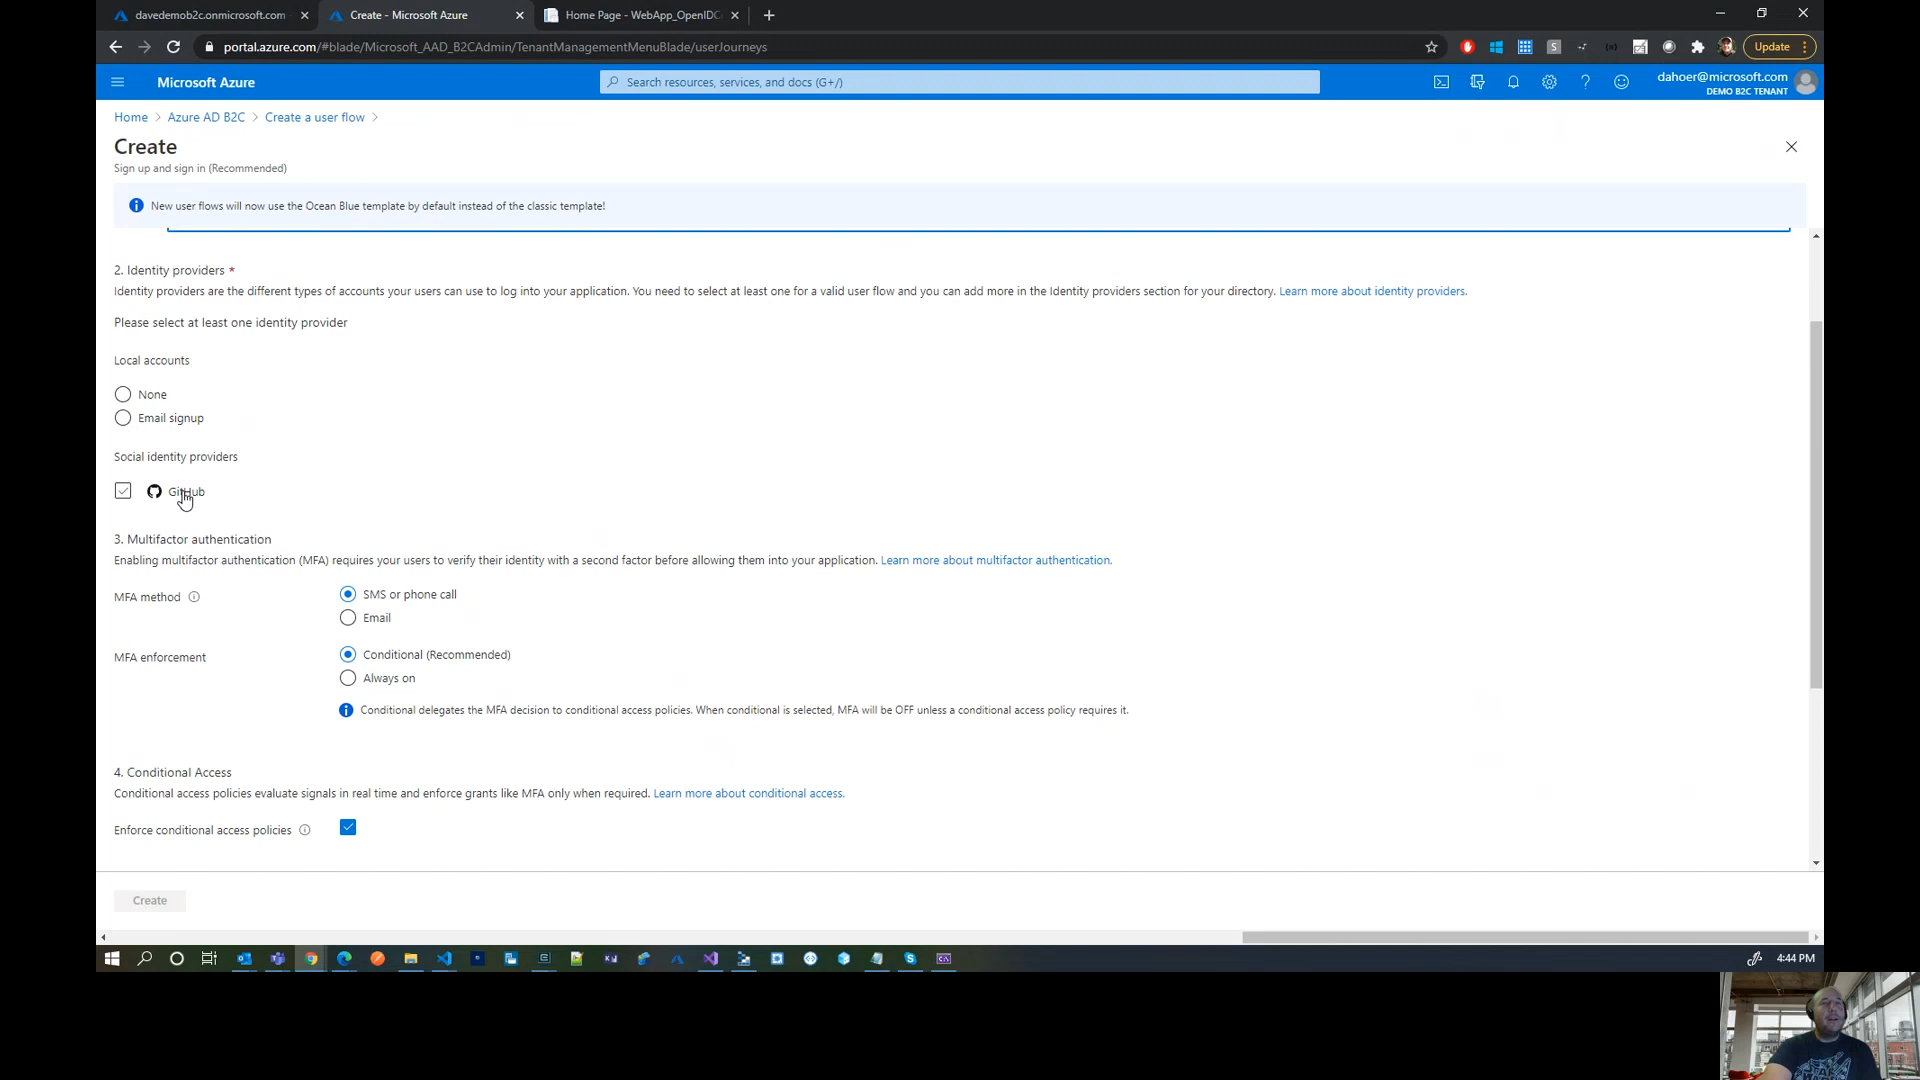 davedemob2c.onmicrosoft.com
Create - Microsoft Azure
Home Page - WebApp_OpenIDC
portal.azure.com/#blade/Microsoft_AAD_B2CAdmin/TenantManagementMenuBlade/userJourneys
Update
Microsoft Azure
Search resources, services, and docs (G+/)
dahoer@microsoft.com
DEMO B2C TENANT
Home > Azure AD B2C > Create a user flow >
Create
Sign up and sign in (Recommended)
New user flows will now use the Ocean Blue template by default instead of the classic template!
2. Identity providers *
Identity providers are the different types of accounts your users can use to log into your application. You need to select at least one for a valid user flow and you can add more in the Identity providers section for your directory. Learn more about identity providers.
Please select at least one identity provider
Local accounts
None
Email signup
Social identity providers
GitHub
3. Multifactor authentication
Enabling multifactor authentication (MFA) requires your users to verify their identity with a second factor before allowing them into your application. Learn more about multifactor authentication.
MFA method
SMS or phone call
Email
MFA enforcement
Conditional (Recommended)
Always on
Conditional delegates the MFA decision to conditional access policies. When conditional is selected, MFA will be OFF unless a conditional access policy requires it.
4. Conditional Access
Conditional access policies evaluate signals in real time and enforce grants like MFA only when required. Learn more about conditional access.
Enforce conditional access policies
Create
4:44 PM